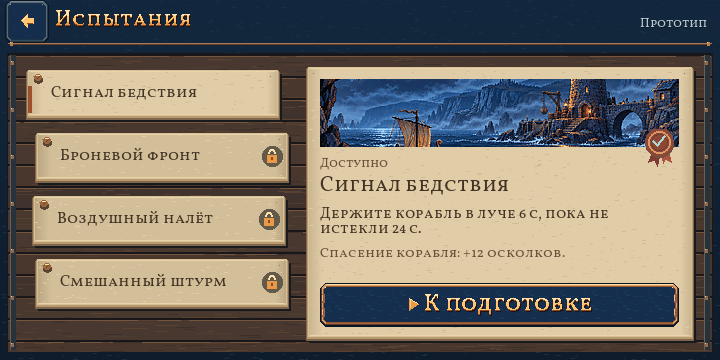 Испытания
Прототип
Сигнал бедствия
Броневой фронт
Воздушный налёт
Смешанный штурм
Доступно
Сигнал бедствия
Держите корабль в луче 6 с, пока не
истекли 24 с.
Спасение корабля: +12 осколков.
К подготовке